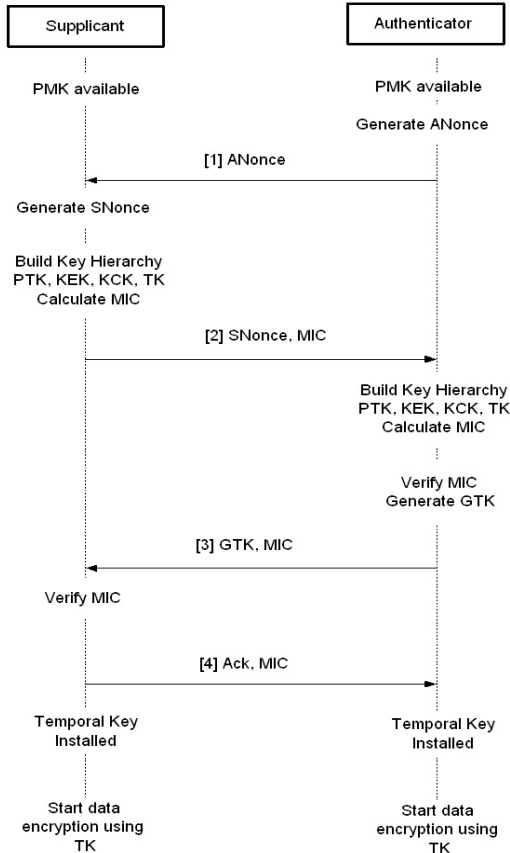 Supplicant
Authenticator
PMK available
PMK available
Generate ANonce
[1] ANonce
Generate SNonce
Build Key Hierarchy
PTK, KEK, KCK, TK
Calculate MIC
[2] SNonce, MIC
Build Key Hierarchy
PTK, KEK, KCK, TK
Calculate MIC
Verify MIC
Generate GTK
[3] GTK, MIC
Verify MIC
[4] Ack, MIC
Temporal Key
Installed
Temporal Key
Installed
Start data
encryption using
TK
Start data
encryption using
TK